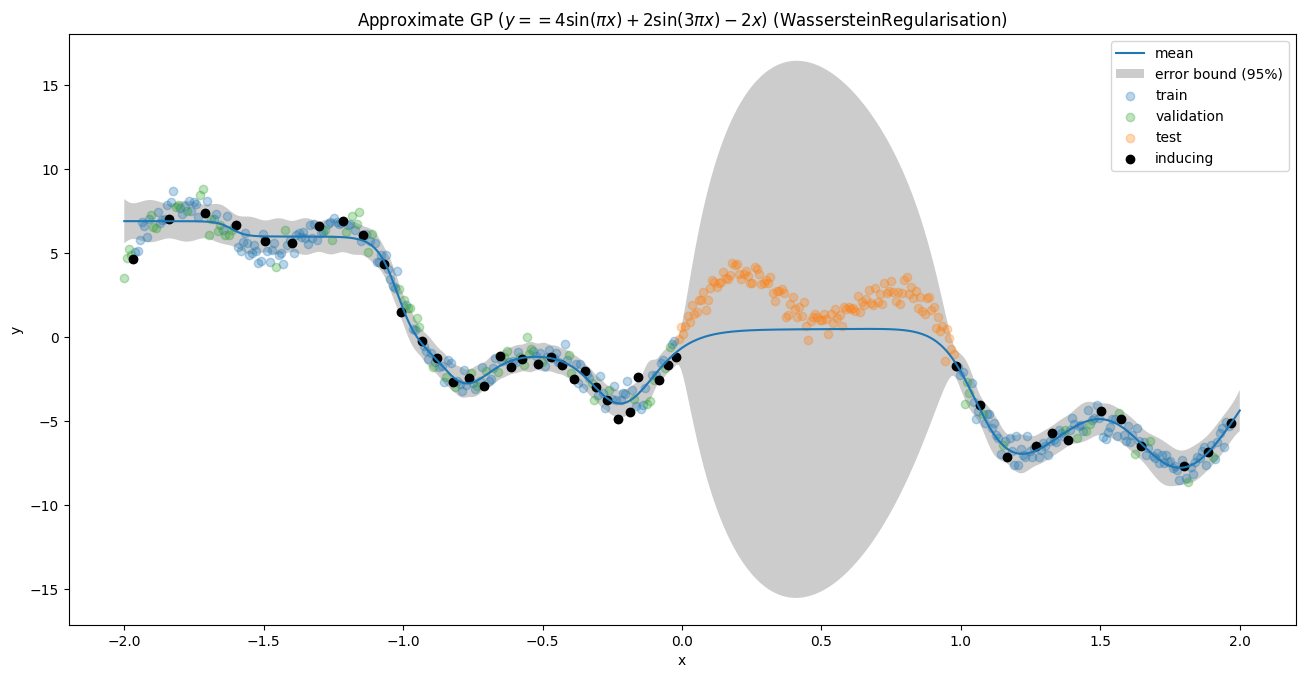 Approximate GP (y = = 4sin(πx) + 2sin(3πx) − 2x) (WassersteinRegularisation)
mean
error bound (95%)
train
validation
test
inducing
15
10
5
0
−5
−10
−15
y
−2.0 −1.5 −1.0 −0.5 0.0 0.5 1.0 1.5 2.0
x